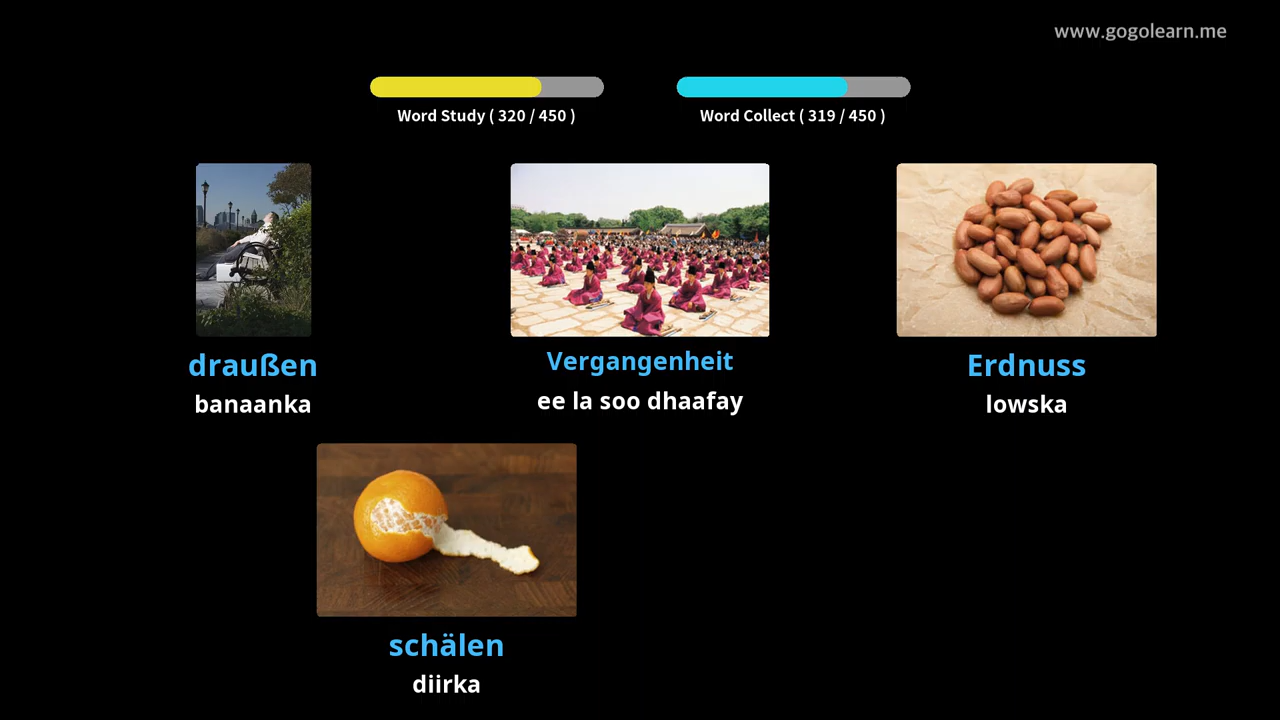 www.gogolearn.me
Word Study ( 320 / 450 )
Word Collect ( 319 / 450 )
draußen
banaanka
Vergangenheit
ee la soo dhaafay
Erdnuss
lowska
schälen
diirka